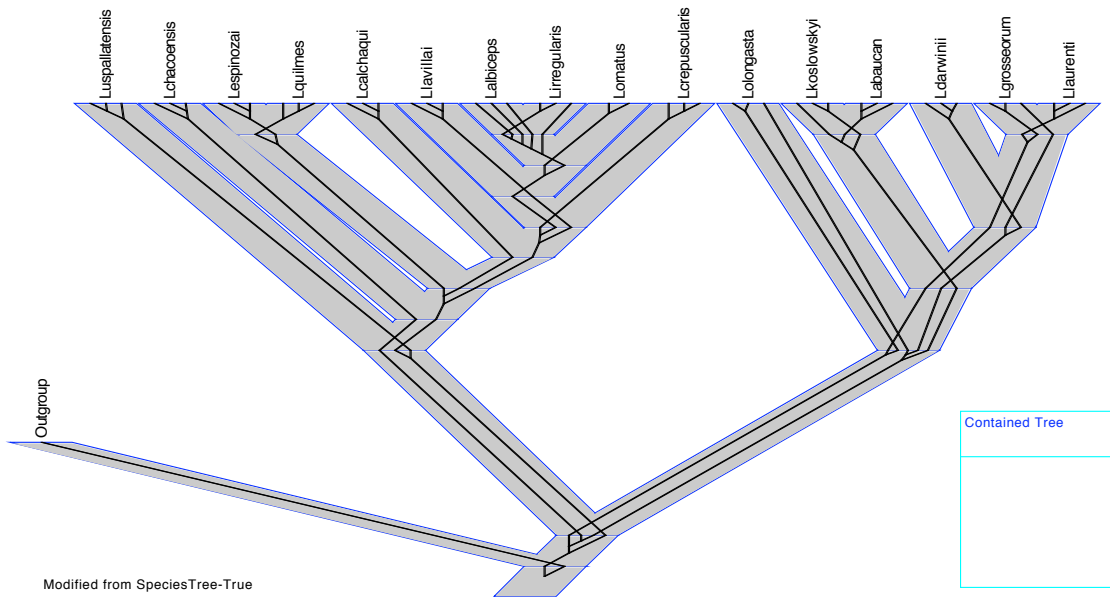 Luspallatensis
Lchacoensis
Lespinozai
Lquilmes
Lcalchaqui
Llavillai
Lalbiceps
Lirregularis
Lornatus
Lcrepuscularis
Lolongasta
Lkoslowskyi
Labaucan
Ldarwinii
Lgrosseorum
Llaurenti
Outgroup
Contained Tree
Modified from SpeciesTree-True